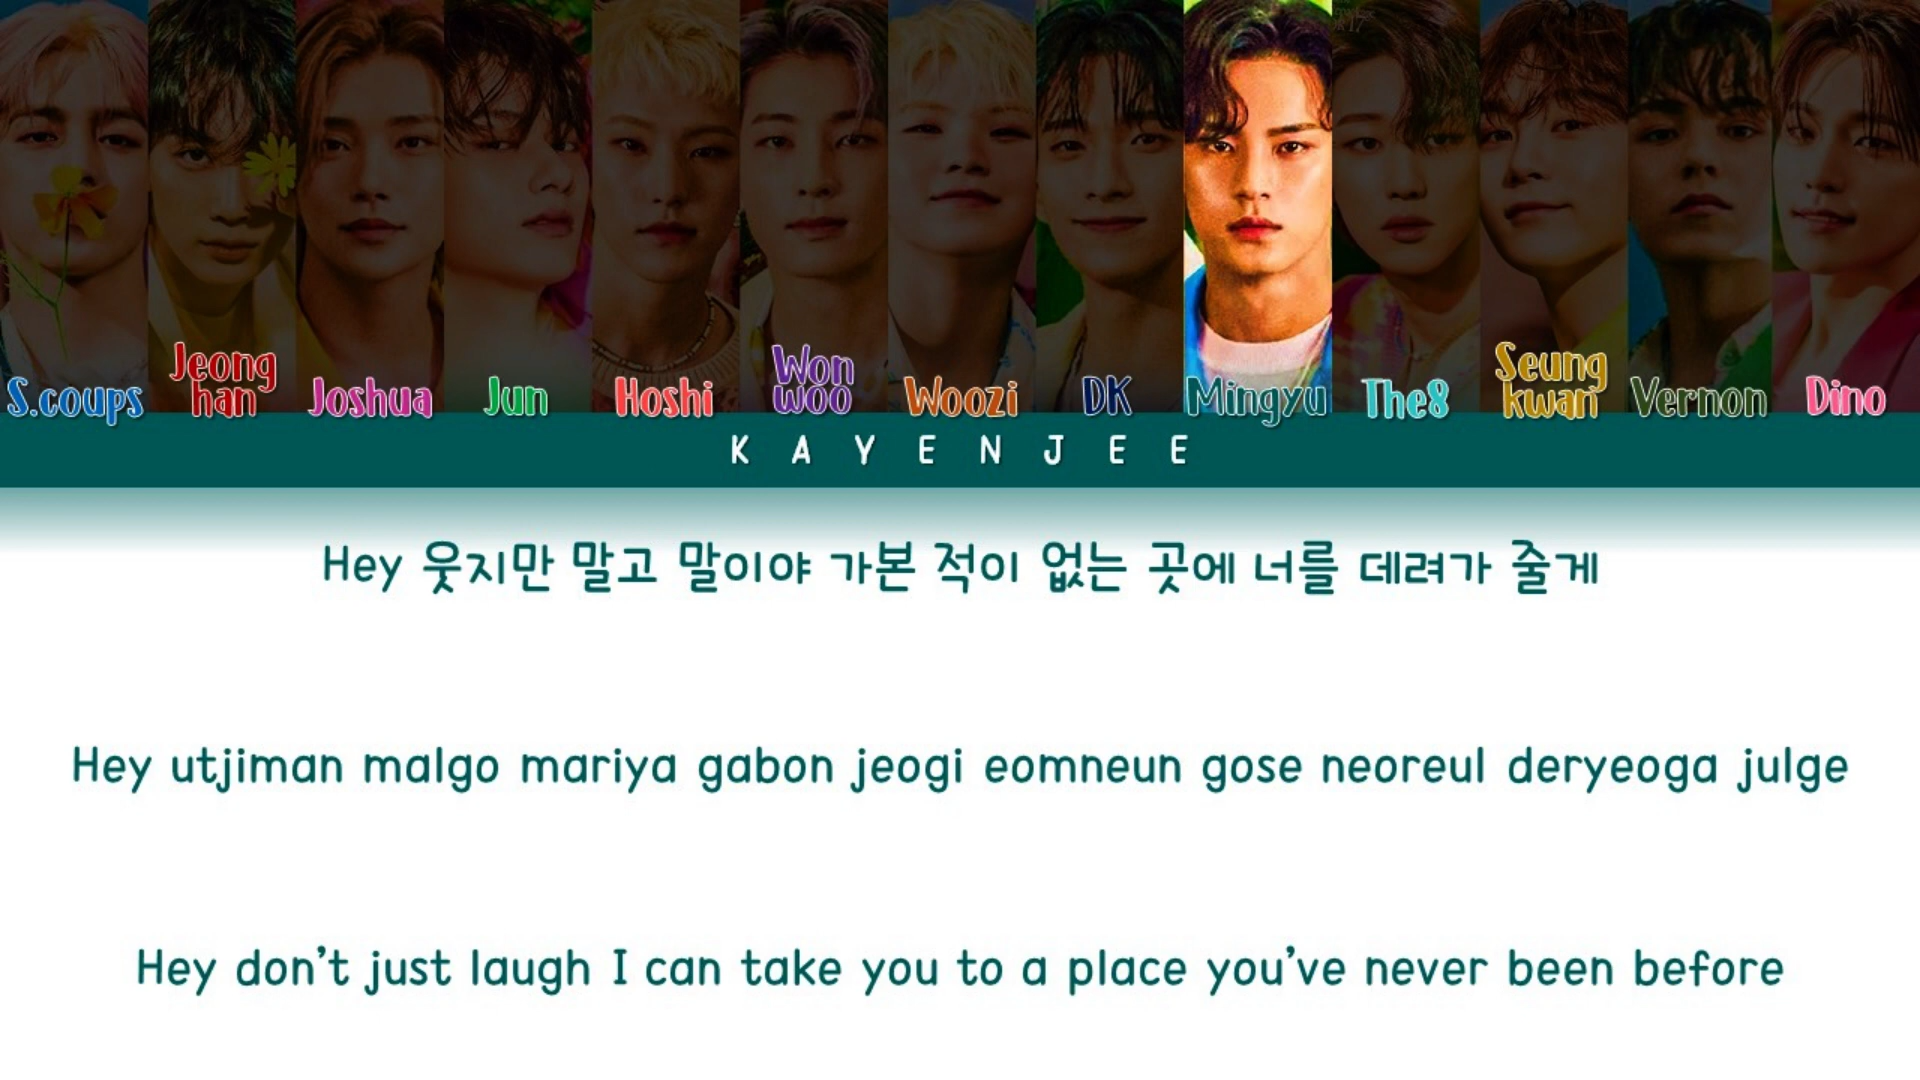 S.coups Jeong han Joshua Jun Hoshi Won woo Woozi DK Mingyu The8 Seung kwan Vernon Dino
KAYENJEE
Hey 웃지만 말고 말이야 가본 적이 없는 곳에 너를 데려가 줄게
Hey utjiman malgo mariya gabon jeogi eomneun gose neoreul deryeoga julge
Hey don't just laugh I can take you to a place you've never been before